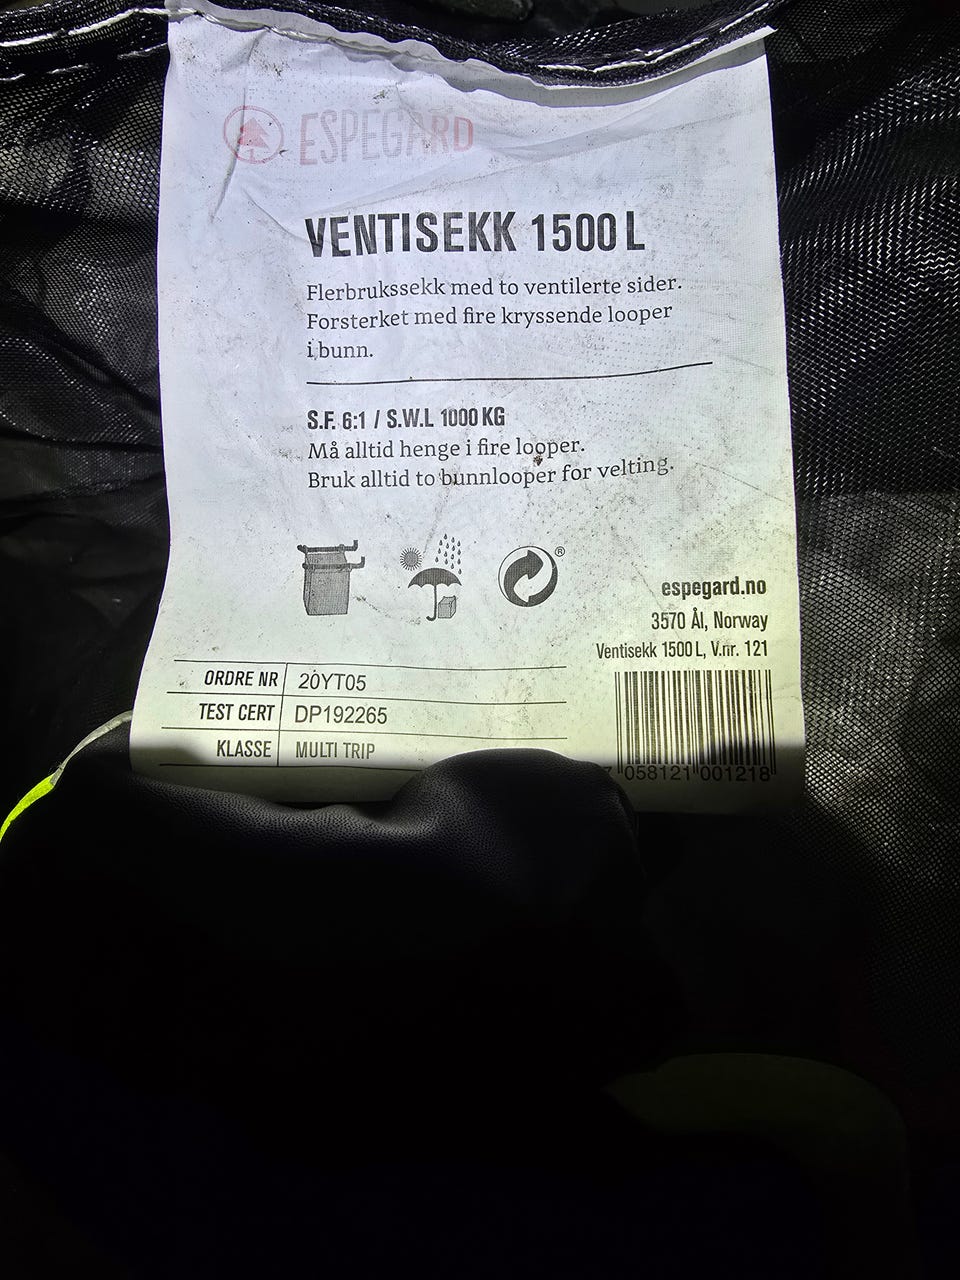 ESPEGARD
VENTISEKK 1500 L
Flerbrukssekk med to ventilerte sider.
Forsterket med fire kryssende looper
i bunn.
S.F. 6:1 / S.W.L 1000 KG
Må alltid henge i fire looper.
Bruk alltid to bunnlooper for velting.
®
espegard.no
3570 Ål, Norway
Ventisekk 1500 L, V.nr. 121
ORDRE NR 20YT05
TEST CERT DP192265
KLASSE MULTI TRIP
7 058121 001218